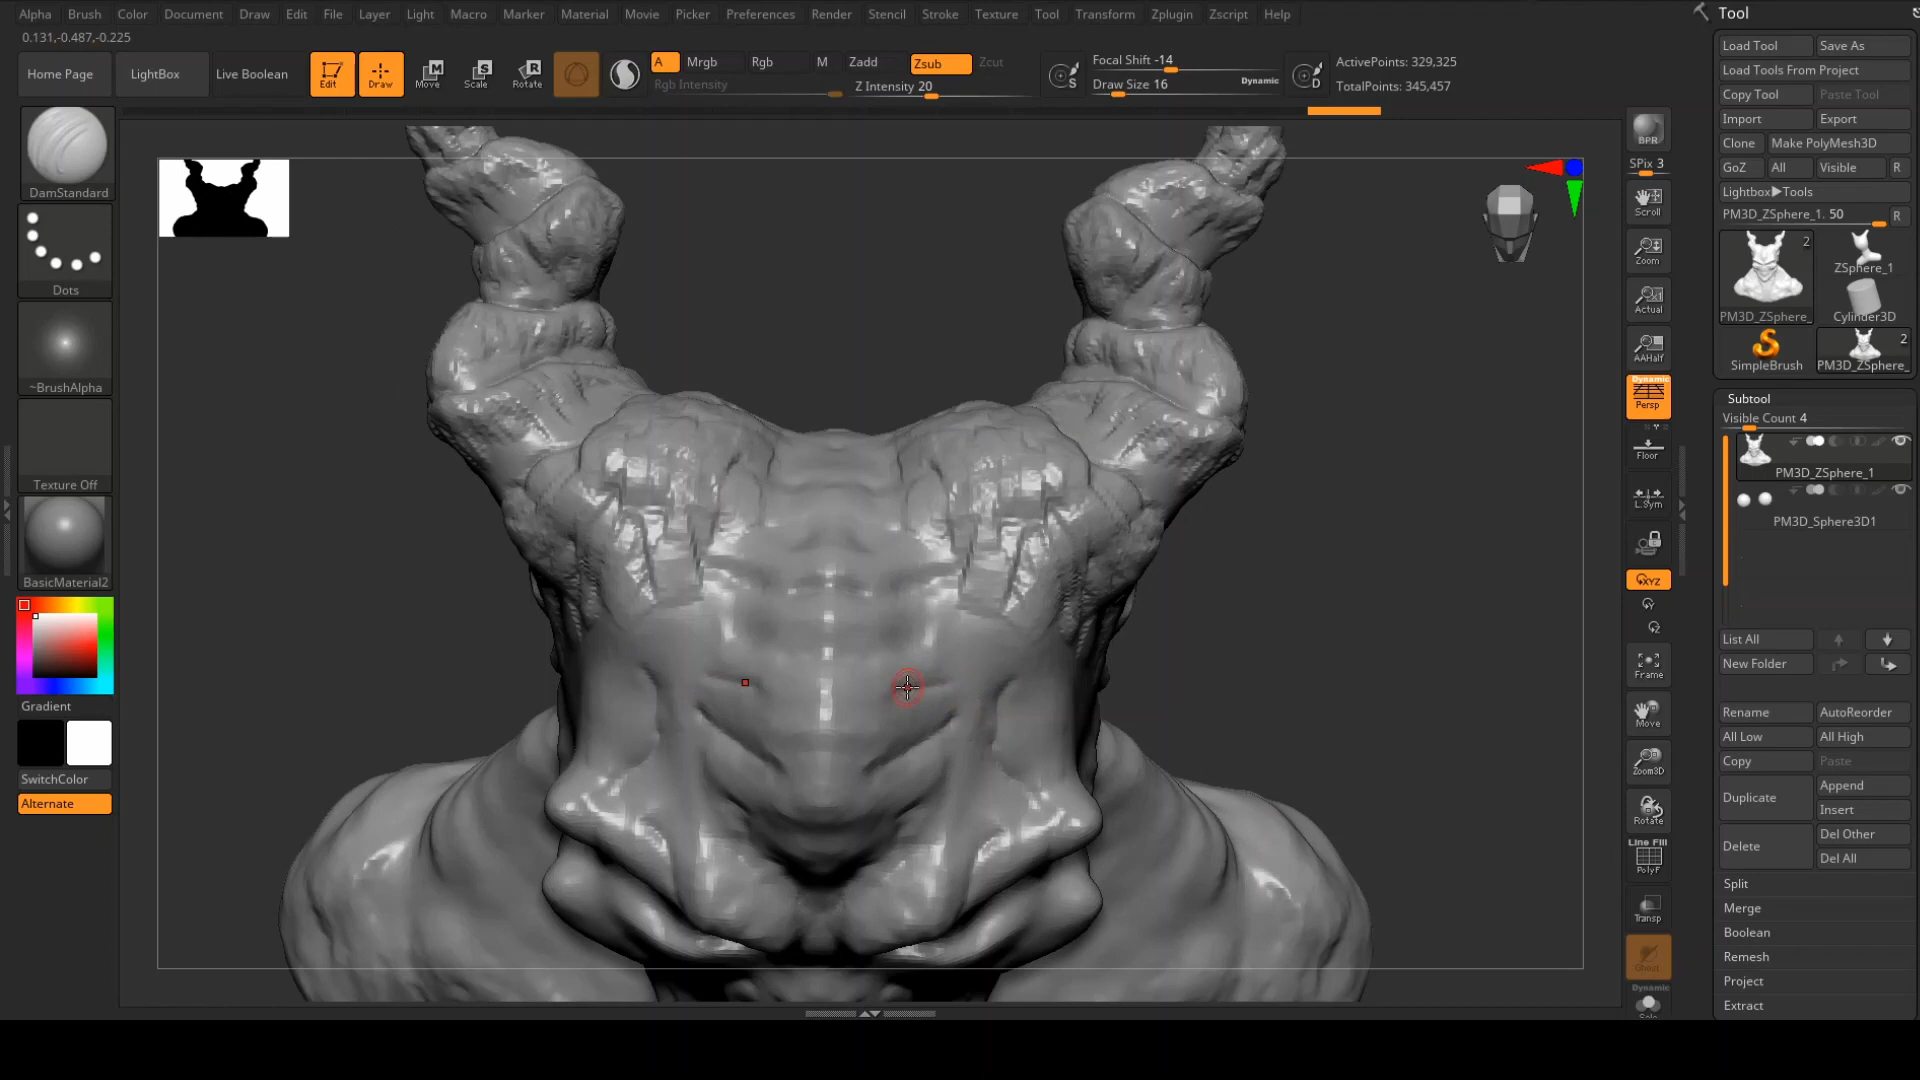 Alpha Brush Color Document Draw Edit File Layer Light Macro Marker Material Movie Picker Preferences Render Stencil Stroke Texture Tool Transform Zplugin Zscript Help
0.131,-0.487,-0.225
Home Page
LightBox
Live Boolean
Edit
Draw
Move
Scale
Rotate
A
Mrgb
Rgb
M
Zadd
Zsub
Zcut
Rgb Intensity
Z Intensity 20
S
Focal Shift -14
Draw Size 16
Dynamic
D
ActivePoints: 329,325
TotalPoints: 345,457
DamStandard
Dots
~BrushAlpha
Texture Off
BasicMaterial2
Gradient
SwitchColor
Alternate
BPR
SPix 3
Scroll
Zoom
Actual
AAHalf
Dynamic
Persp
Floor
L.Sym
XYZ
Frame
Move
Zoom3D
Rotate
Line Fill
PolyF
Transp
Ghost
Dynamic
Solo
Tool
Load Tool
Save As
Load Tools From Project
Copy Tool
Paste Tool
Import
Export
Clone
Make PolyMesh3D
GoZ
All
Visible
R
Lightbox▶Tools
PM3D_ZSphere_1. 50
R
2
PM3D_ZSphere_
ZSphere_1
Cylinder3D
SimpleBrush
2
PM3D_ZSphere_
Subtool
Visible Count 4
PM3D_ZSphere_1
PM3D_Sphere3D1
List All
New Folder
Rename
AutoReorder
All Low
All High
Copy
Paste
Duplicate
Append
Insert
Delete
Del Other
Del All
Split
Merge
Boolean
Remesh
Project
Extract